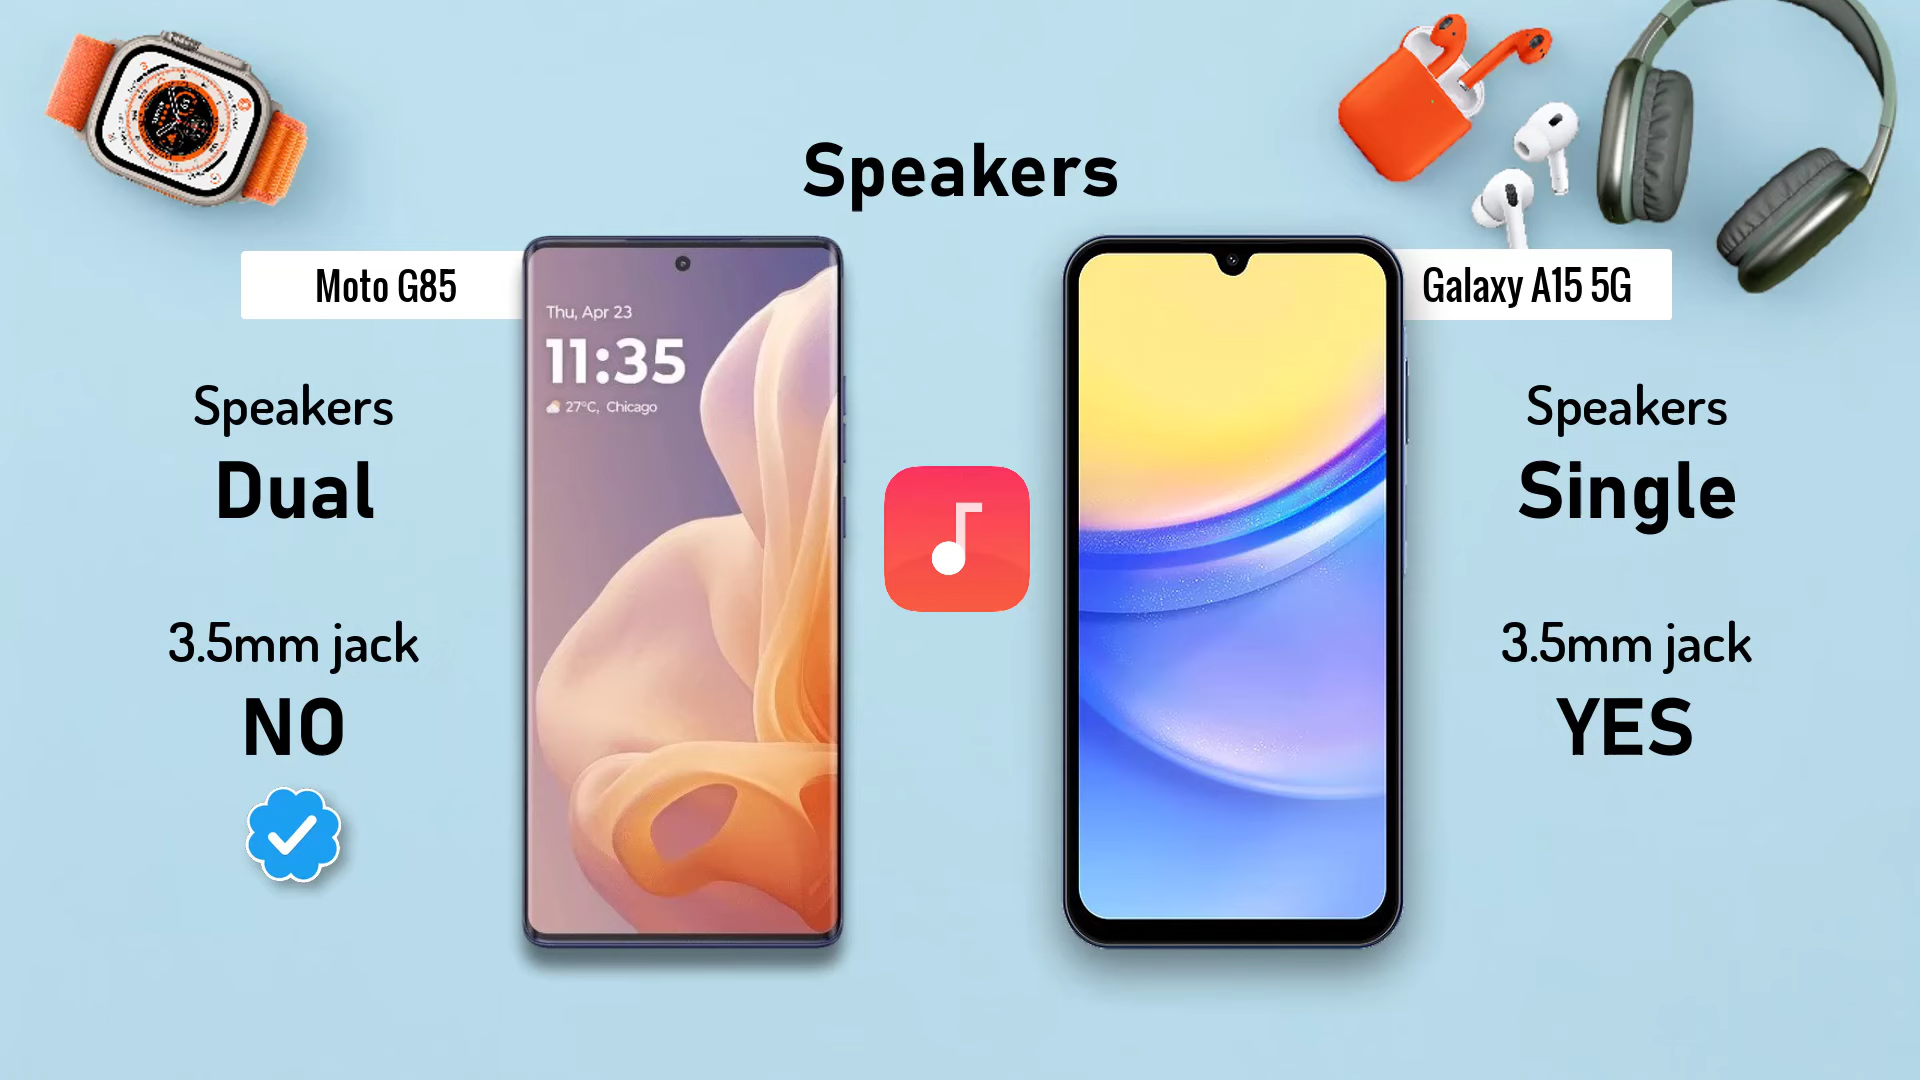 Speakers
Moto G85
Galaxy A15 5G
Thu, Apr 23
11:35
27°C, Chicago
Speakers
Dual
Speakers
Single
3.5mm jack
NO
3.5mm jack
YES